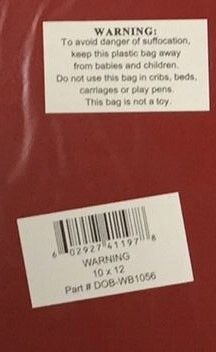 WARNING:
To avoid danger of suffocation,
keep this plastic bag away
from babies and children.
Do not use this bag in cribs, beds,
carriages or play pens.
This bag is not a toy.
6 02927 41197 8
WARNING
10 x 12
Part # DOB-WB1056